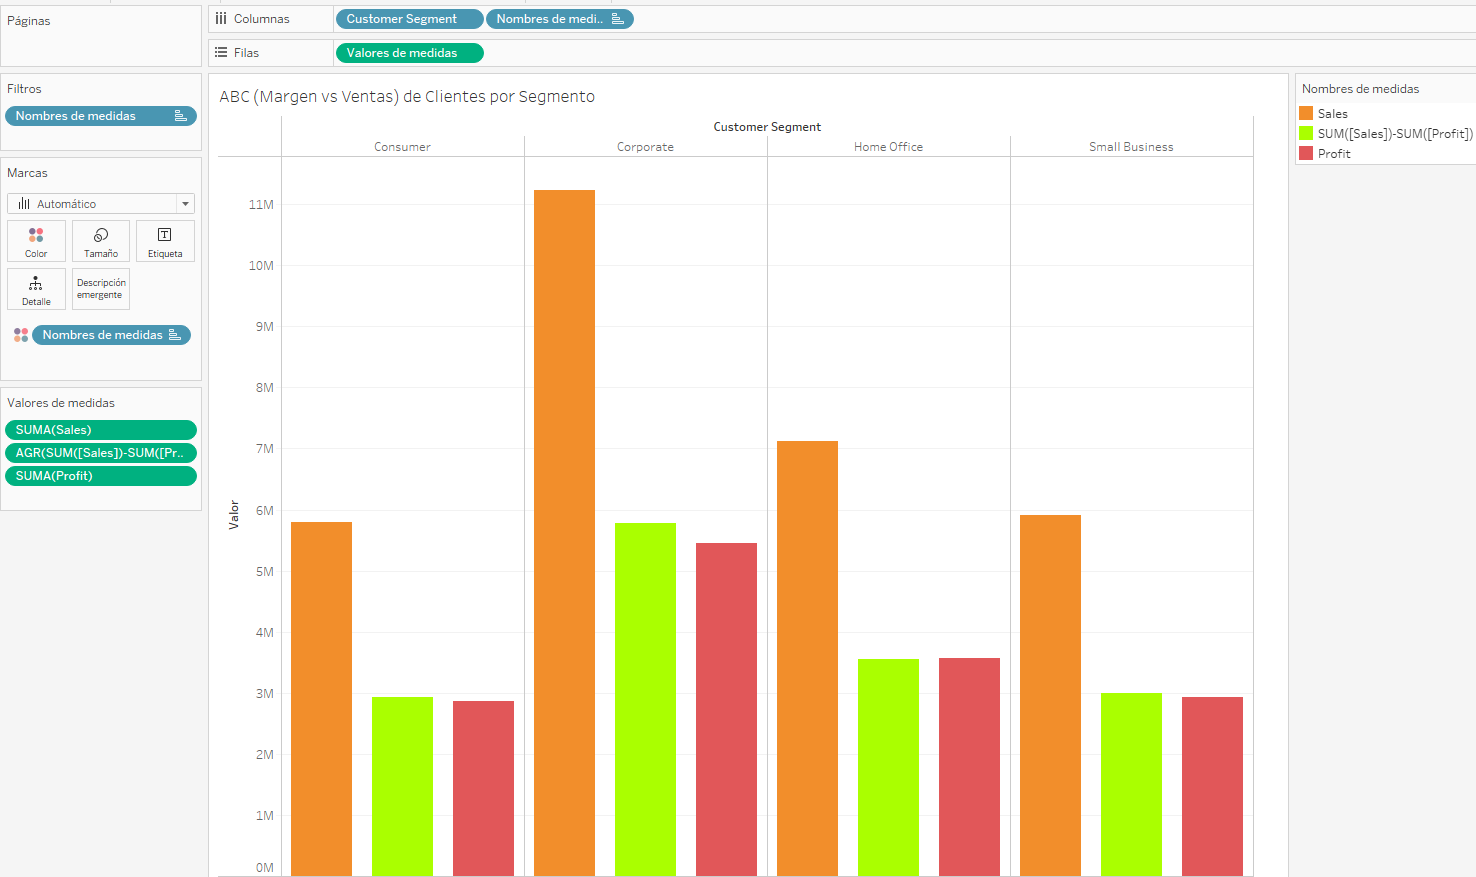 Páginas
Columnas
Customer Segment
Nombres de medi..
Filas
Valores de medidas
Filtros
Nombres de medidas
Marcas
Automático
Color
Tamaño
Etiqueta
Detalle
Descripción
emergente
Nombres de medidas
Valores de medidas
SUMA(Sales)
AGR(SUM([Sales])-SUM([Pr..
SUMA(Profit)
ABC (Margen vs Ventas) de Clientes por Segmento
Customer Segment
Consumer
Corporate
Home Office
Small Business
Valor
11M
10M
9M
8M
7M
6M
5M
4M
3M
2M
1M
0M
Nombres de medidas
Sales
SUM([Sales])-SUM([Profit])
Profit